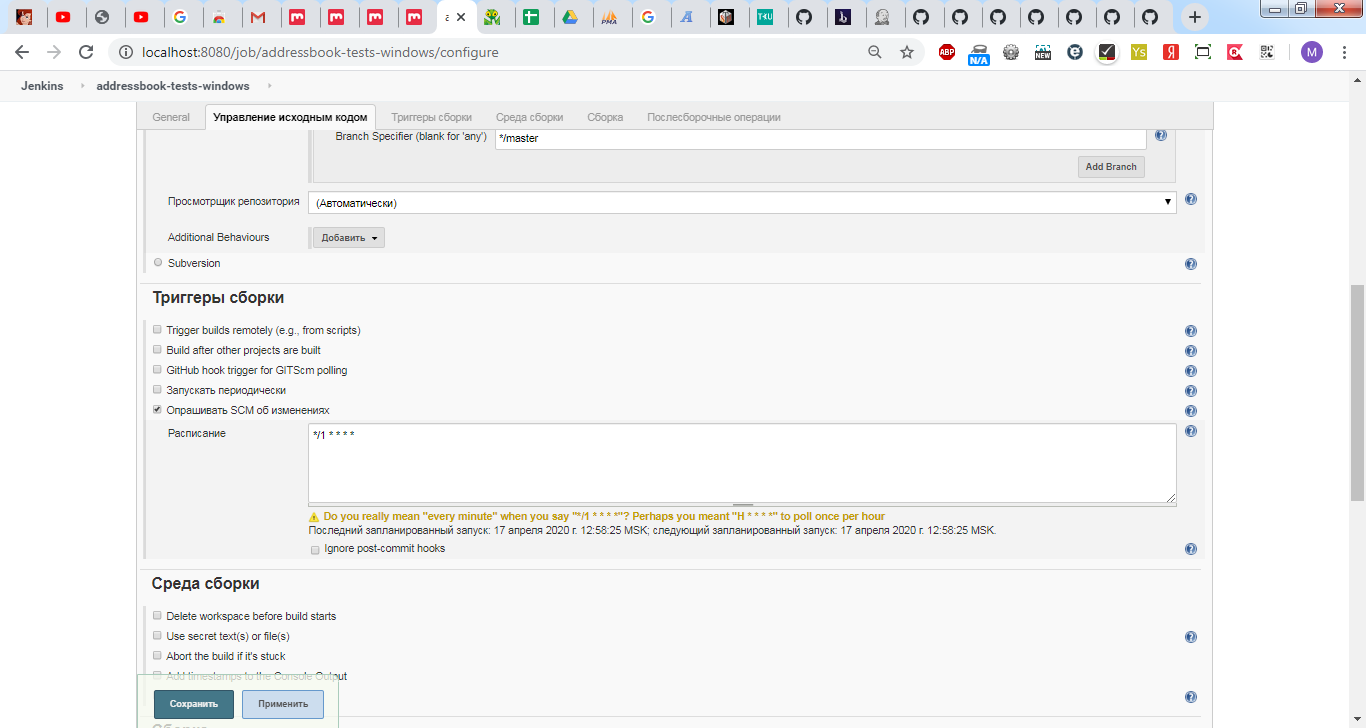 a
PMA
TKU
localhost:8080/job/addressbook-tests-windows/configure
ABP
N/A
NEW
Ys
Я
M
Jenkins
addressbook-tests-windows
General
Управление исходным кодом
Триггеры сборки
Среда сборки
Сборка
Послесборочные операции
Branch Specifier (blank for 'any')
*/master
Add Branch
Просмотрщик репозитория
(Автоматически)
Additional Behaviours
Добавить
Subversion
Триггеры сборки
Trigger builds remotely (e.g., from scripts)
Build after other projects are built
GitHub hook trigger for GITScm polling
Запускать периодически
Опрашивать SCM об изменениях
Расписание
*/1 * * * *
Do you really mean "every minute" when you say "*/1 * * * *"? Perhaps you meant "H * * * *" to poll once per hour
Последний запланированный запуск: 17 апреля 2020 г. 12:58:25 MSK; следующий запланированный запуск: 17 апреля 2020 г. 12:58:25 MSK.
Ignore post-commit hooks
Среда сборки
Delete workspace before build starts
Use secret text(s) or file(s)
Abort the build if it's stuck
Add timestamps to the Console Output
Сохранить
Применить
Сборка